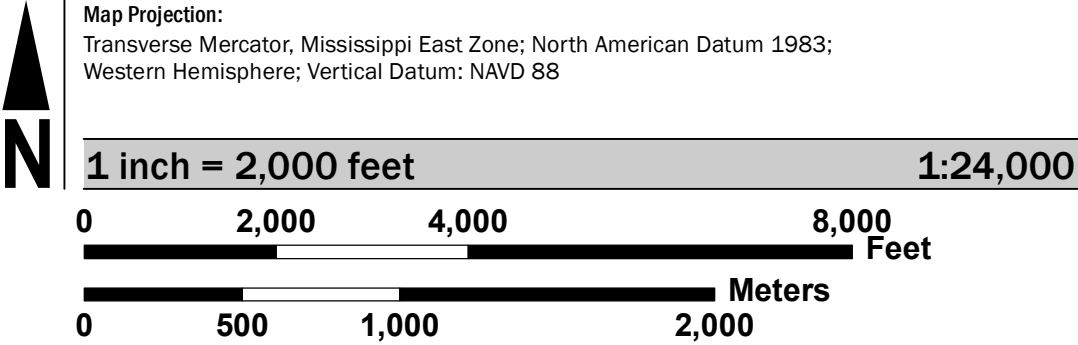 Map Projection:
Transverse Mercator, Mississippi East Zone; North American Datum 1983;
Western Hemisphere; Vertical Datum: NAVD 88
N
1 inch = 2,000 feet 1:24,000
0 2,000 4,000 8,000
Feet
Meters
0 500 1,000 2,000